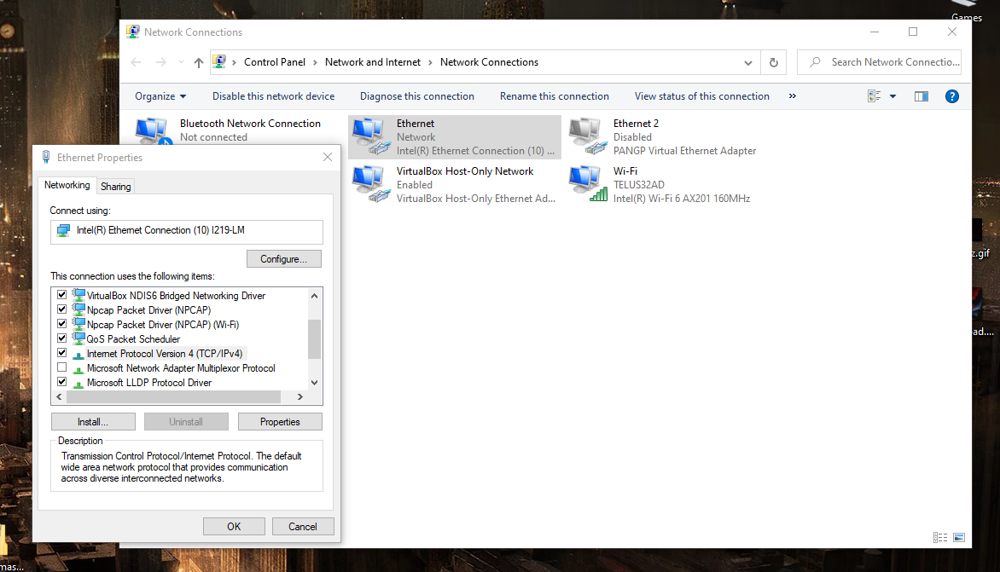 Games
Network Connections
Control Panel > Network and Internet > Network Connections
Search Network Connectio...
Organize
Disable this network device
Diagnose this connection
Rename this connection
View status of this connection
»
?
Bluetooth Network Connection
Not connected
Ethernet
Network
Intel(R) Ethernet Connection (10) ...
Ethernet 2
Disabled
PANGP Virtual Ethernet Adapter
VirtualBox Host-Only Network
Enabled
VirtualBox Host-Only Ethernet Ad...
Wi-Fi
TELUS32AD
Intel(R) Wi-Fi 6 AX201 160MHz
Ethernet Properties
Networking
Sharing
Connect using:
Intel(R) Ethernet Connection (10) I219-LM
Configure...
This connection uses the following items:
VirtualBox NDIS6 Bridged Networking Driver
Npcap Packet Driver (NPCAP)
Npcap Packet Driver (NPCAP) (Wi-Fi)
QoS Packet Scheduler
Internet Protocol Version 4 (TCP/IPv4)
Microsoft Network Adapter Multiplexor Protocol
Microsoft LLDP Protocol Driver
Install...
Uninstall
Properties
Description
Transmission Control Protocol/Internet Protocol. The default
wide area network protocol that provides communication
across diverse interconnected networks.
OK
Cancel
z.gif
ad....
mas...